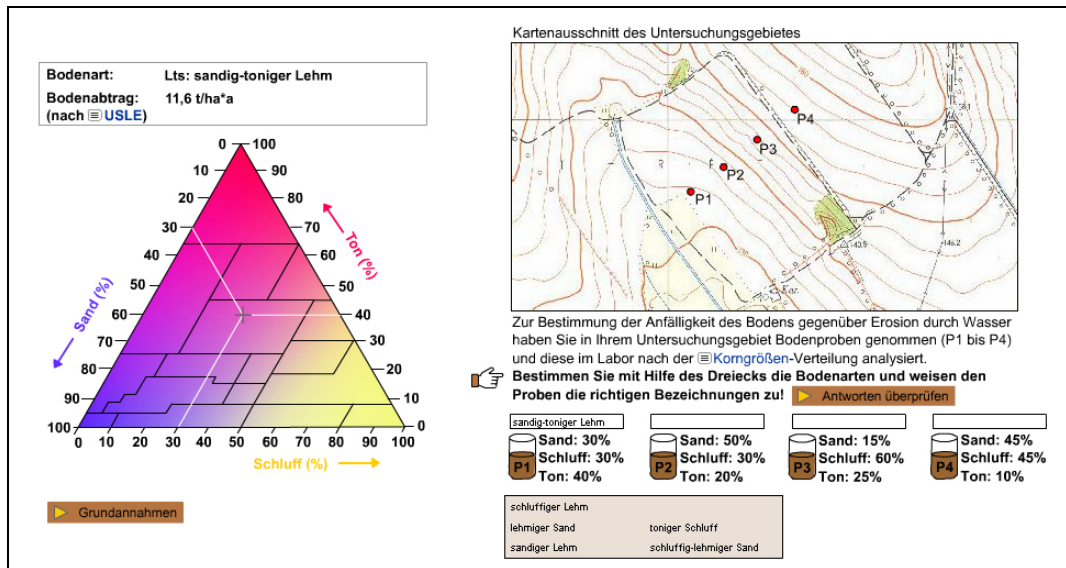 Bodenart: Lts: sandig-toniger Lehm
Bodenabtrag: 11,6 t/ha*a
(nach USLE)
0 100
10 90
20 80
30 70
40 60
50 50
60 40
70 30
80 20
90 10
100 0
0 10 20 30 40 50 60 70 80 90 100
Sand (%)
Ton (%)
Schluff (%)
Grundannahmen
Kartenausschnitt des Untersuchungsgebietes
P4
P3
P2
P1
Zur Bestimmung der Anfälligkeit des Bodens gegenüber Erosion durch Wasser
haben Sie in Ihrem Untersuchungsgebiet Bodenproben genommen (P1 bis P4)
und diese im Labor nach der Korngrößen-Verteilung analysiert.
Bestimmen Sie mit Hilfe des Dreiecks die Bodenarten und weisen den
Proben die richtigen Bezeichnungen zu! Antworten überprüfen
sandig-toniger Lehm
P1
Sand: 30%
Schluff: 30%
Ton: 40%
P2
Sand: 50%
Schluff: 30%
Ton: 20%
P3
Sand: 15%
Schluff: 60%
Ton: 25%
P4
Sand: 45%
Schluff: 45%
Ton: 10%
schluffiger Lehm
lehmiger Sand toniger Schluff
sandiger Lehm schluffig-lehmiger Sand